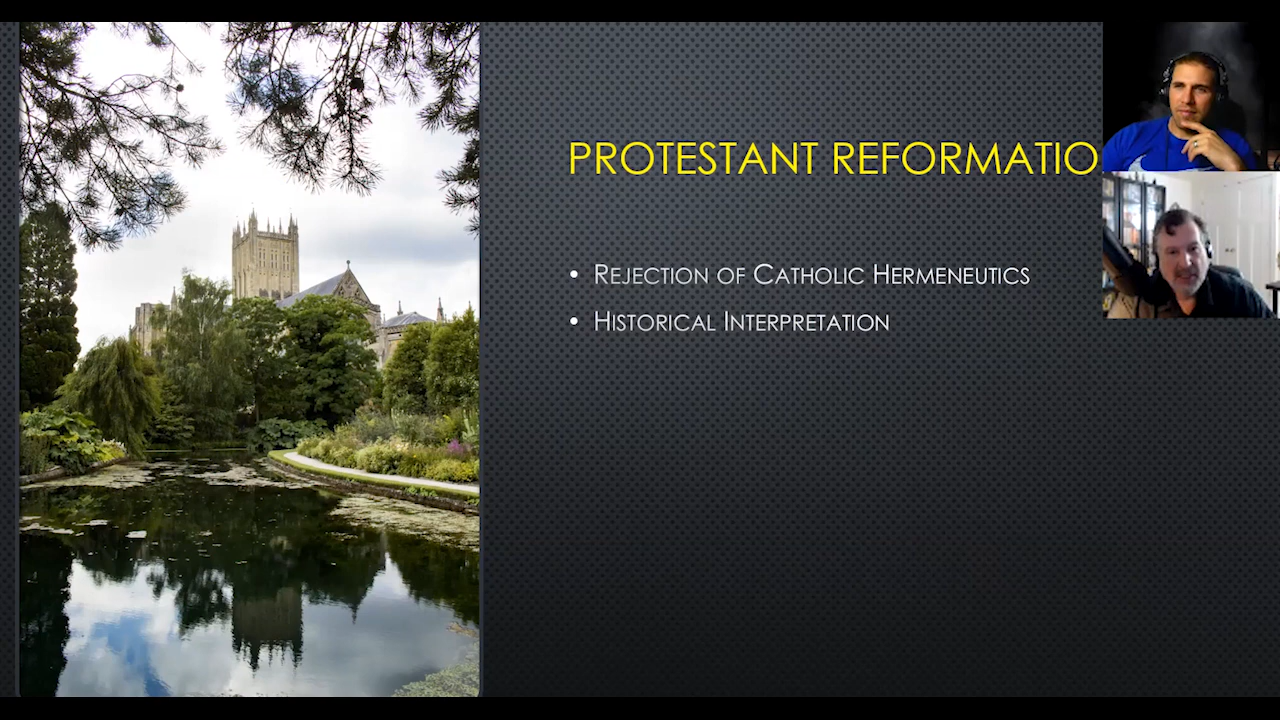 PROTESTANT REFORMATIO
• REJECTION OF CATHOLIC HERMENEUTICS
• HISTORICAL INTERPRETATION